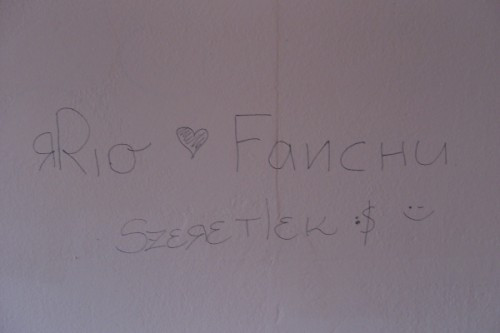 ЯRio ♥ Fanchu
Szeretlek :$ :)